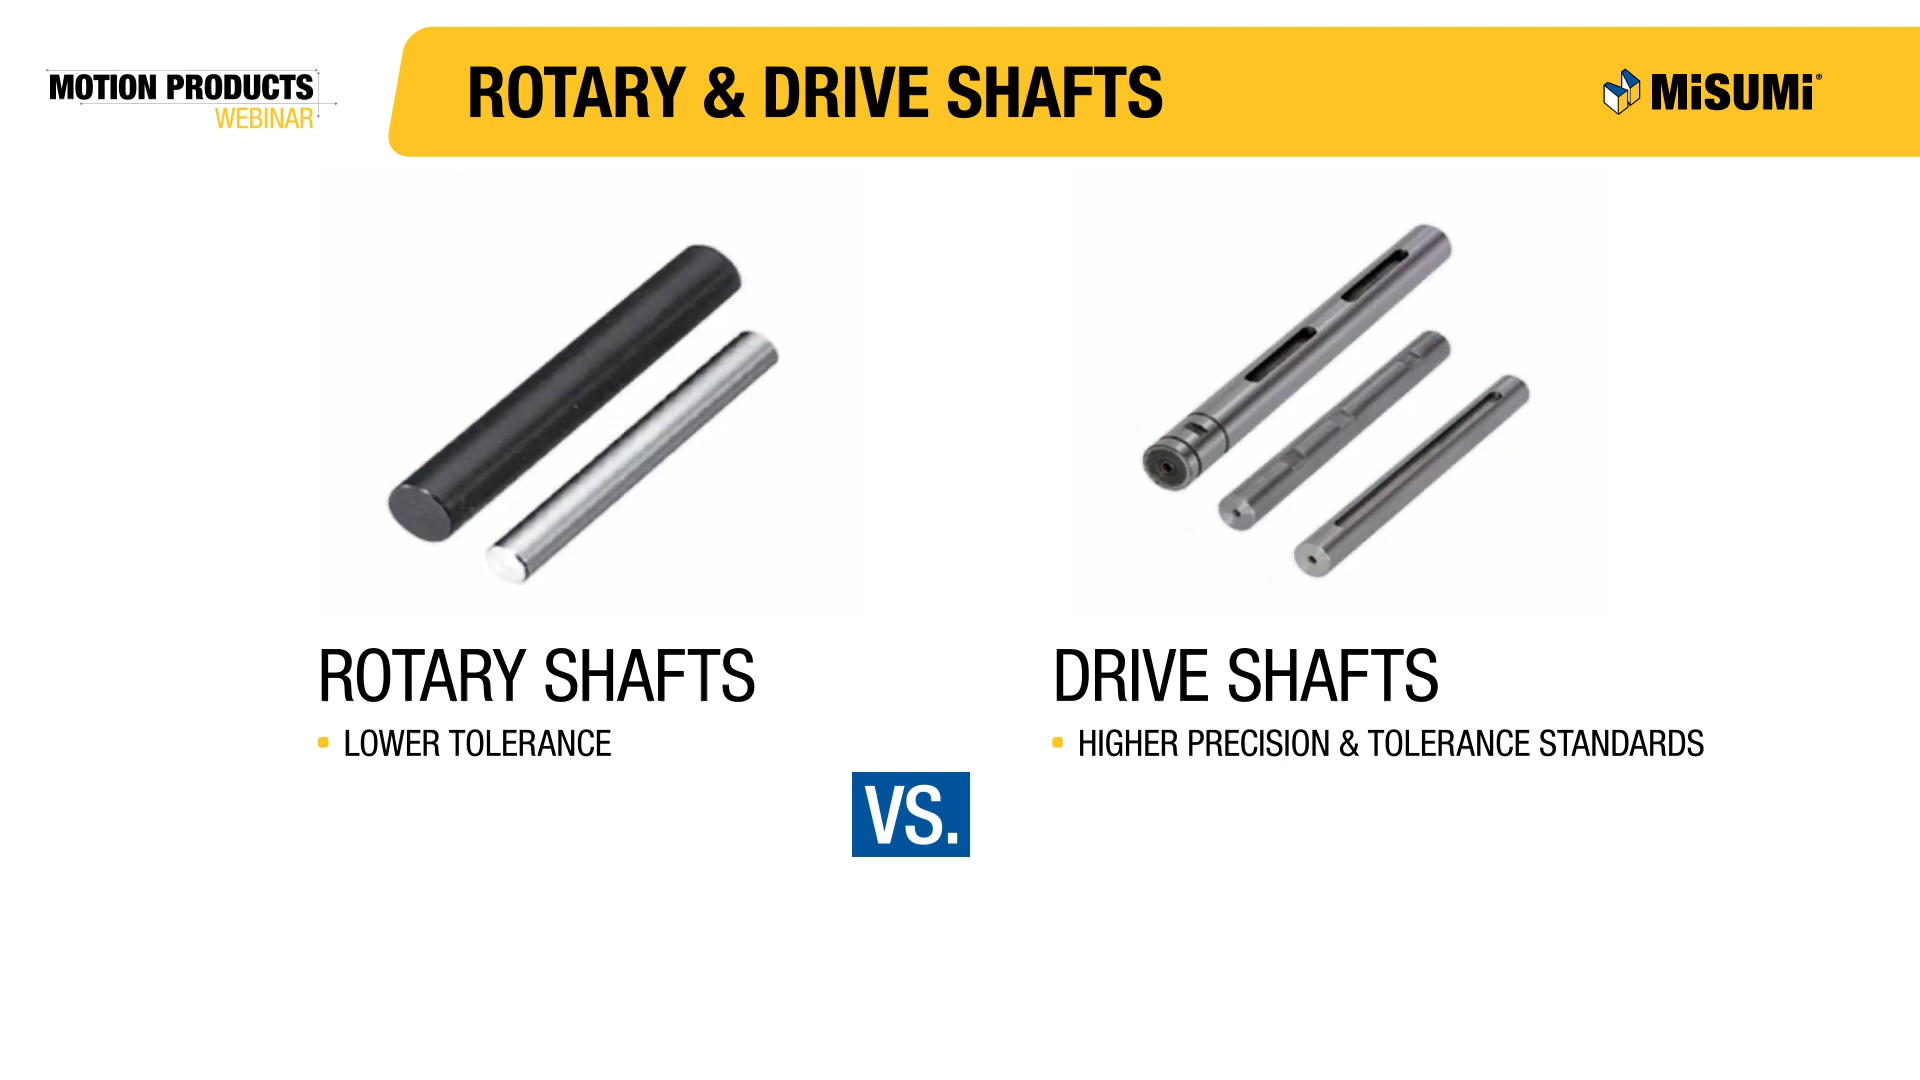 MOTION PRODUCTS
WEBINAR
ROTARY & DRIVE SHAFTS
MiSUMi®
ROTARY SHAFTS
LOWER TOLERANCE
DRIVE SHAFTS
HIGHER PRECISION & TOLERANCE STANDARDS
VS.